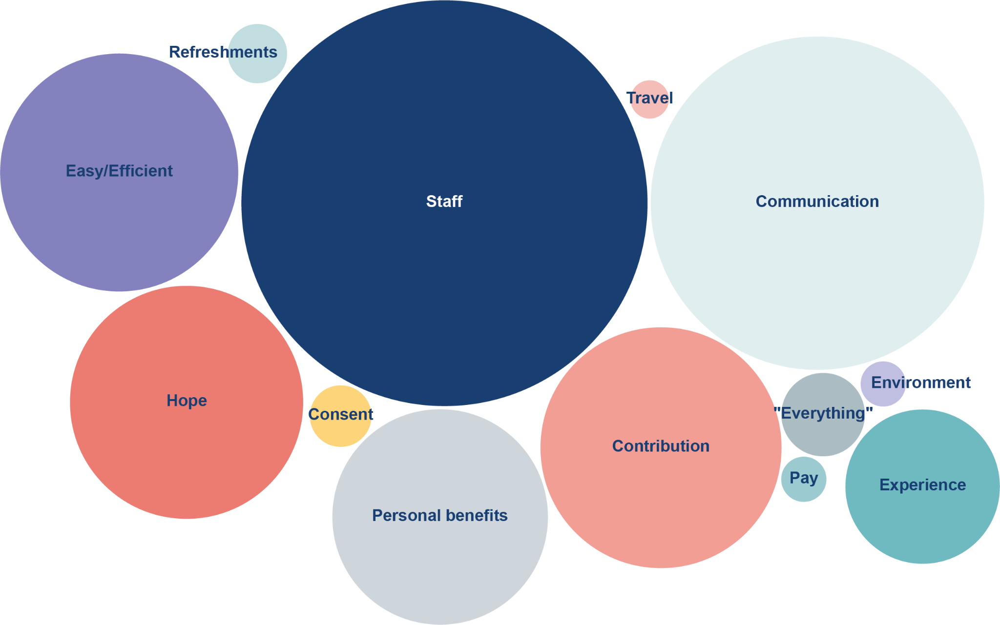 Refreshments
Travel
Easy/Efficient
Staff
Communication
Hope
Consent
Environment
"Everything"
Contribution
Pay
Experience
Personal benefits